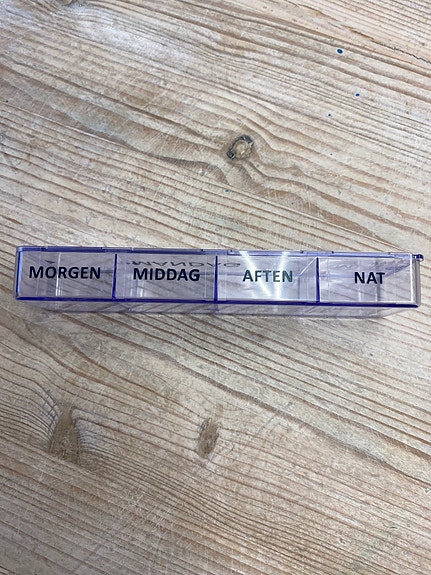 MORGEN MIDDAG AFTEN NAT